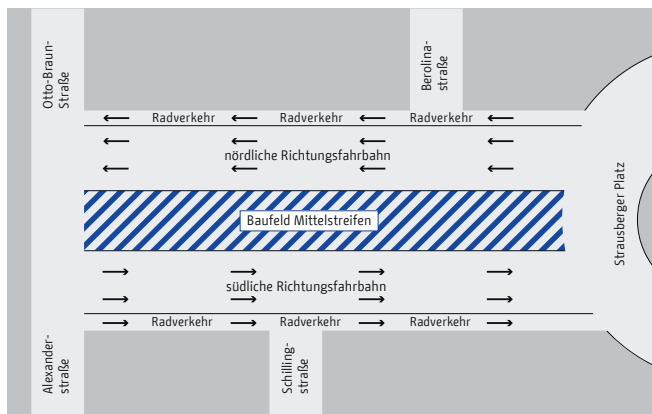 Otto-Braun-
Straße
Berolina-
straße
Radverkehr
Radverkehr
Radverkehr
nördliche Richtungsfahrbahn
Baufeld Mittelstreifen
Strausberger Platz
südliche Richtungsfahrbahn
Radverkehr
Radverkehr
Radverkehr
Alexander-
straße
Schilling-
straße